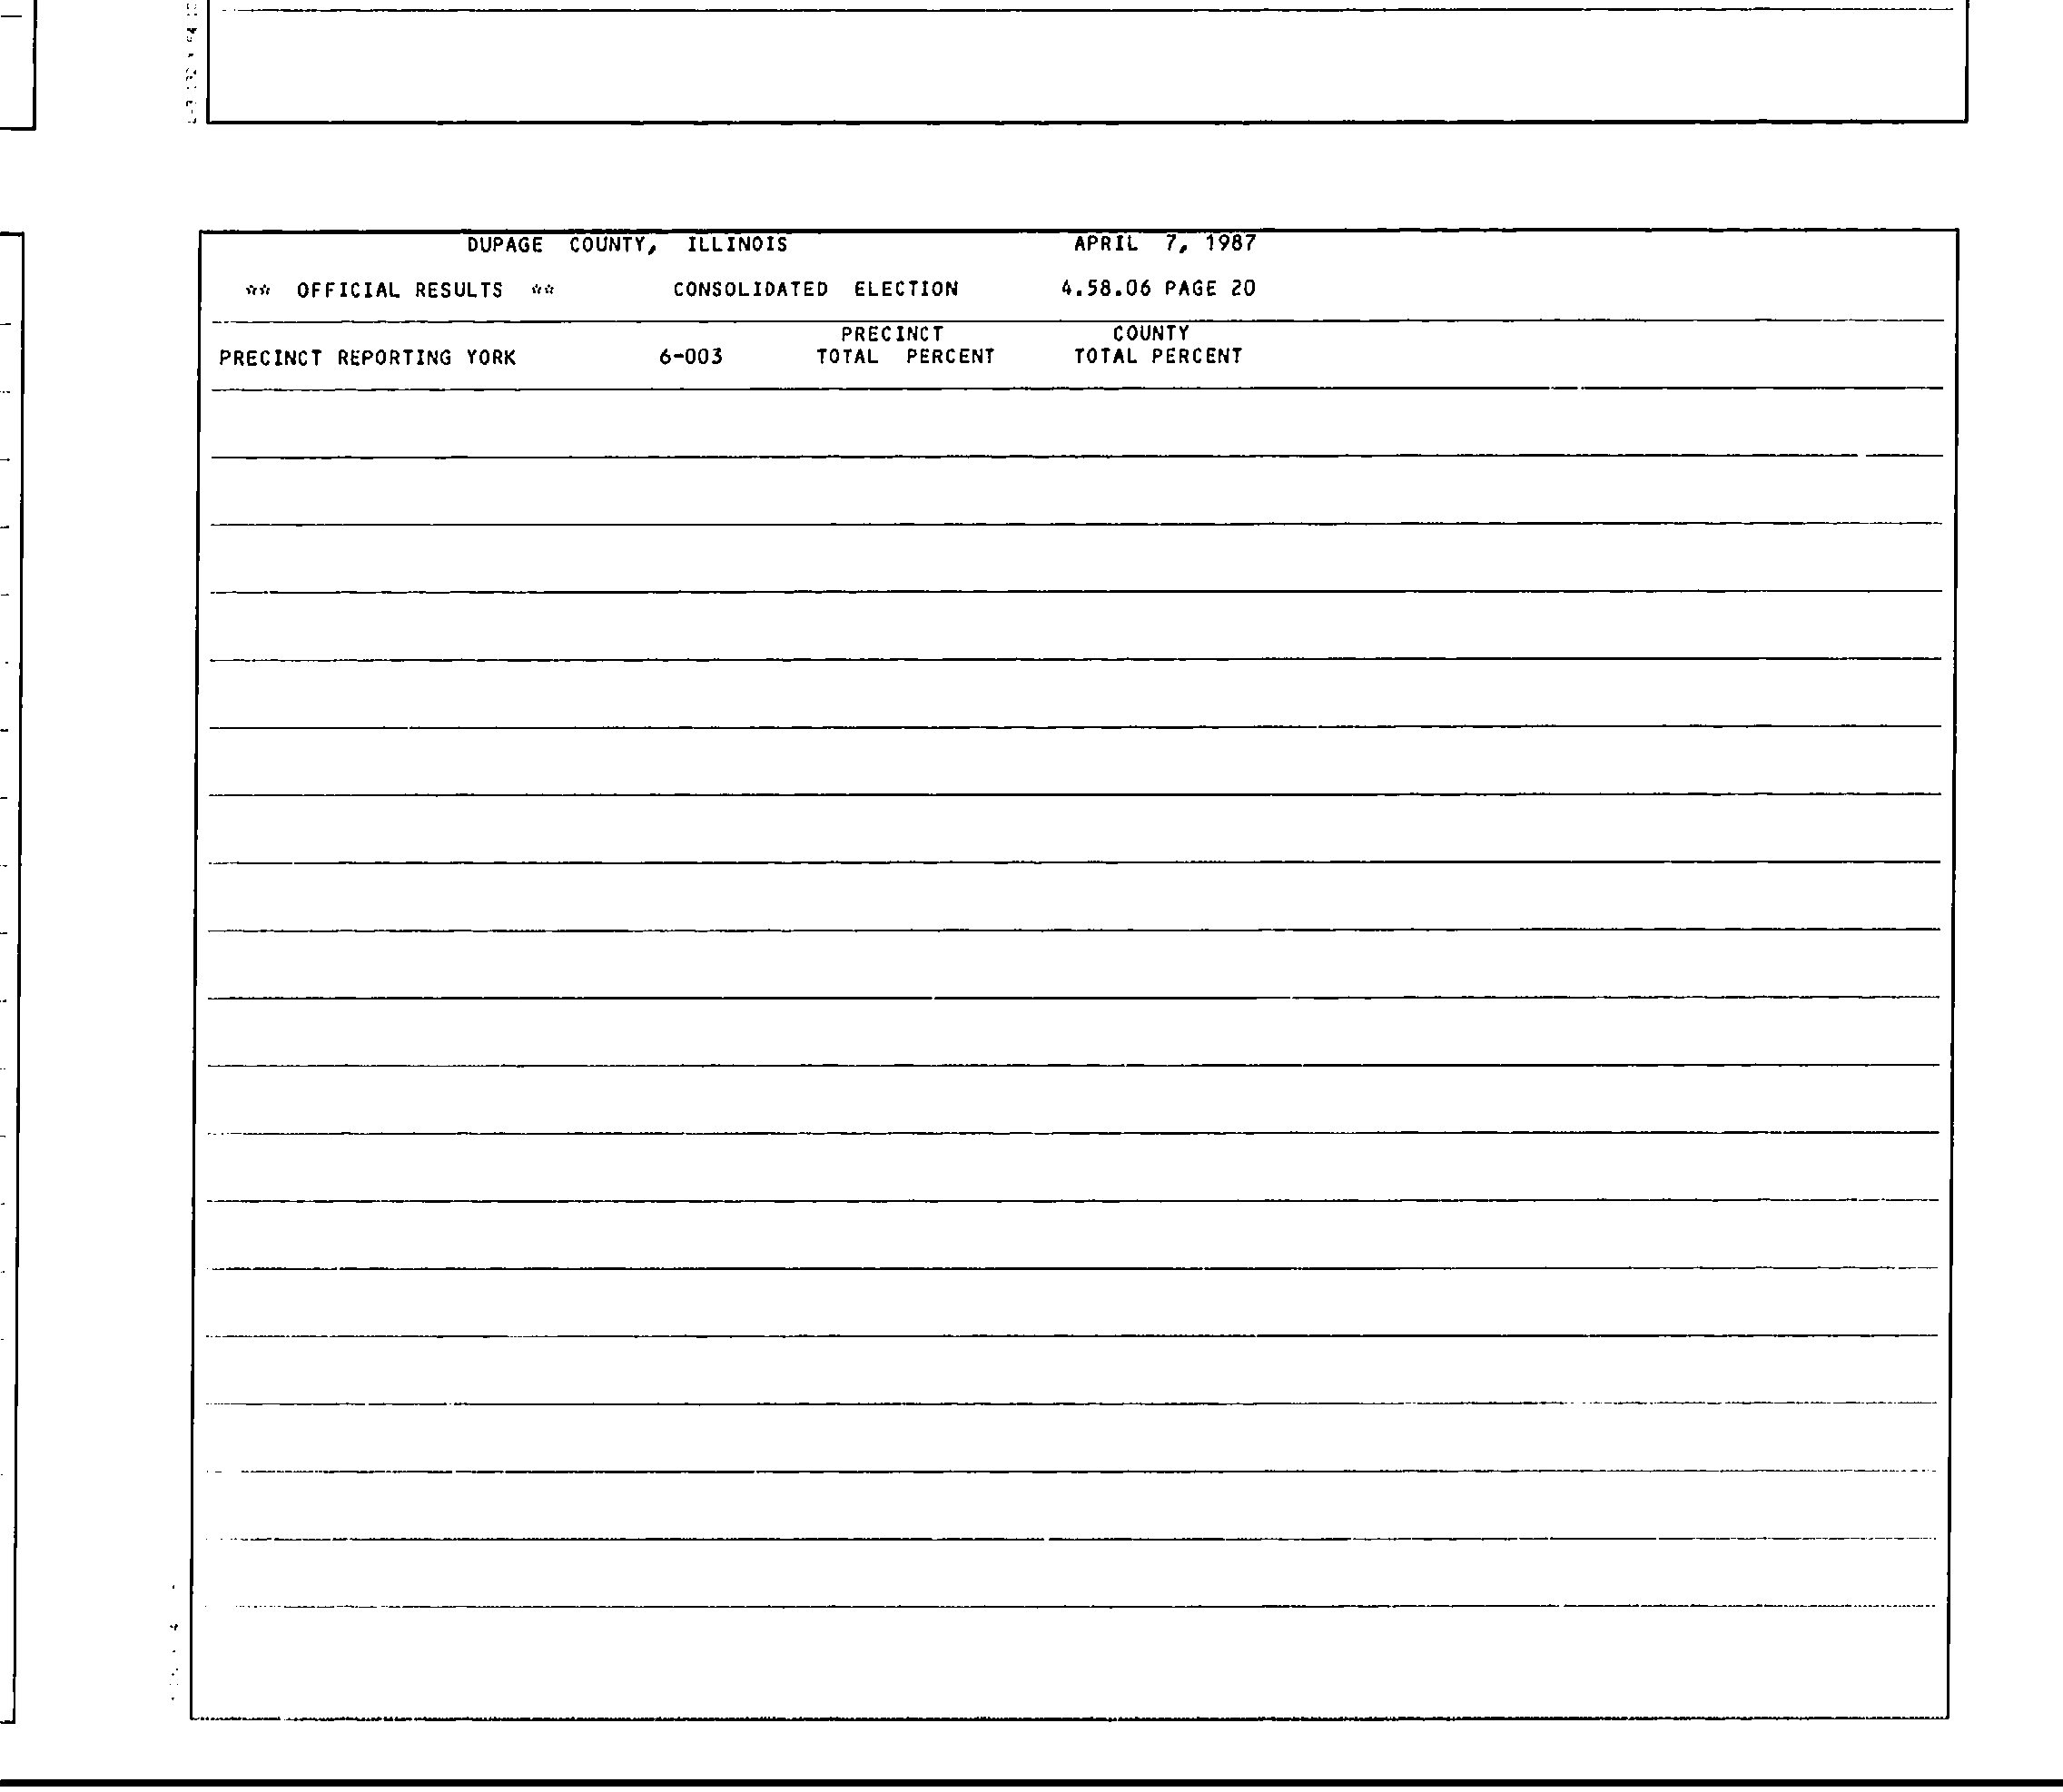 DUPAGE COUNTY, ILLINOIS APRIL 7, 1987
** OFFICIAL RESULTS ** CONSOLIDATED ELECTION 4.58.06 PAGE 20
PRECINCT COUNTY
PRECINCT REPORTING YORK 6-003 TOTAL PERCENT TOTAL PERCENT